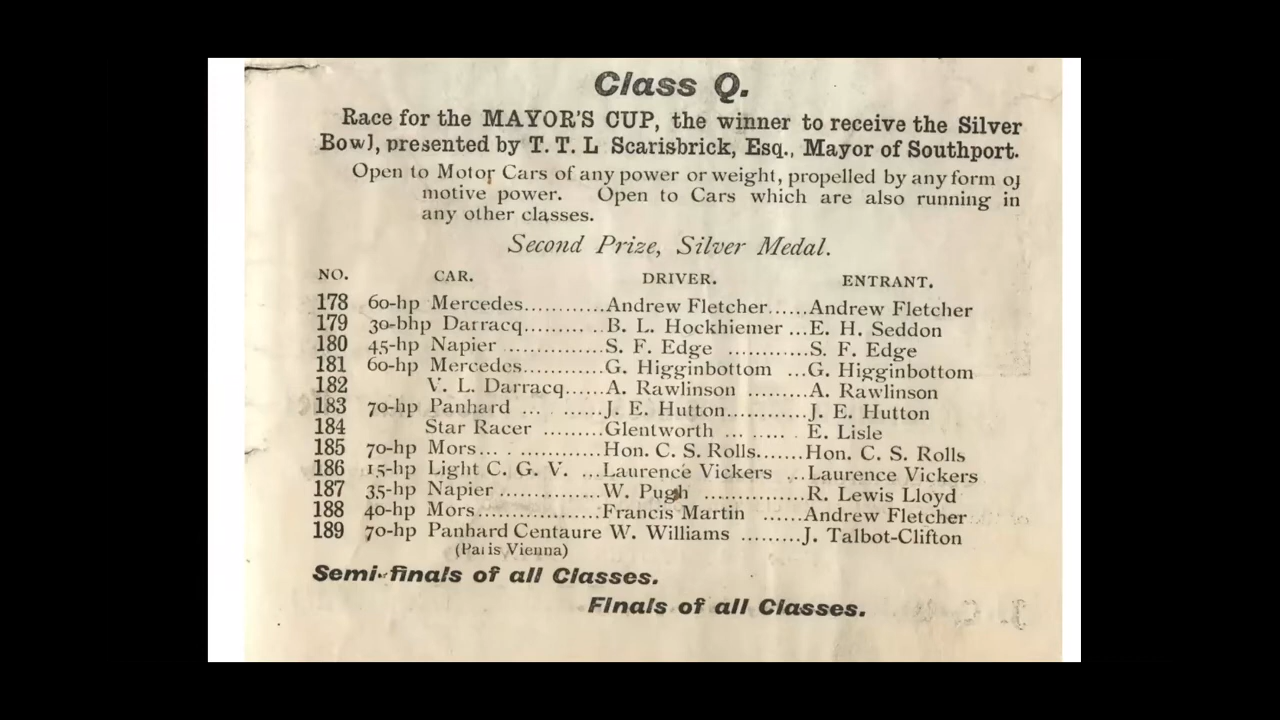 Class Q.
Race for the MAYOR'S CUP, the winner to receive the Silver
Bowl, presented by T. T. L Scarisbrick, Esq., Mayor of Southport.
Open to Motor Cars of any power or weight, propelled by any form of
motive power. Open to Cars which are also running in
any other classes.
Second Prize, Silver Medal.
NO. CAR. DRIVER. ENTRANT.
178 60-hp Mercedes............Andrew Fletcher......Andrew Fletcher
179 30-bhp Darracq............B. L. Hockhiemer ...E. H. Seddon
180 45-hp Napier ...............S. F. Edge ............S. F. Edge
181 60-hp Mercedes............G. Higginbottom ...G. Higginbottom
182 V. L. Darracq......A. Rawlinson .........A. Rawlinson
183 70-hp Panhard ... ......J. E. Hutton............J. E. Hutton
184 Star Racer .........Glentworth ... ..... . E. Lisle
185 70-hp Mors... . ............Hon. C. S. Rolls.......Hon. C. S. Rolls
186 15-hp Light C. G. V. ...Laurence Vickers ...Laurence Vickers
187 35-hp Napier ...............W. Pugh ...............R. Lewis Lloyd
188 40-hp Mors..................Francis Martin ......Andrew Fletcher
189 70-hp Panhard Centaure W. Williams .........J. Talbot-Clifton
(Paris Vienna)
Semi-finals of all Classes.
Finals of all Classes.